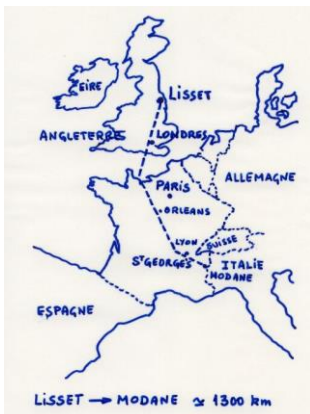 EIRE
LISSET
ANGLETERRE
LONDRES
ALLEMAGNE
PARIS
ORLEANS
LYON
SUISSE
ST GEORGES
ITALIE
MODANE
ESPAGNE
LISSET → MODANE ≃ 1300 km